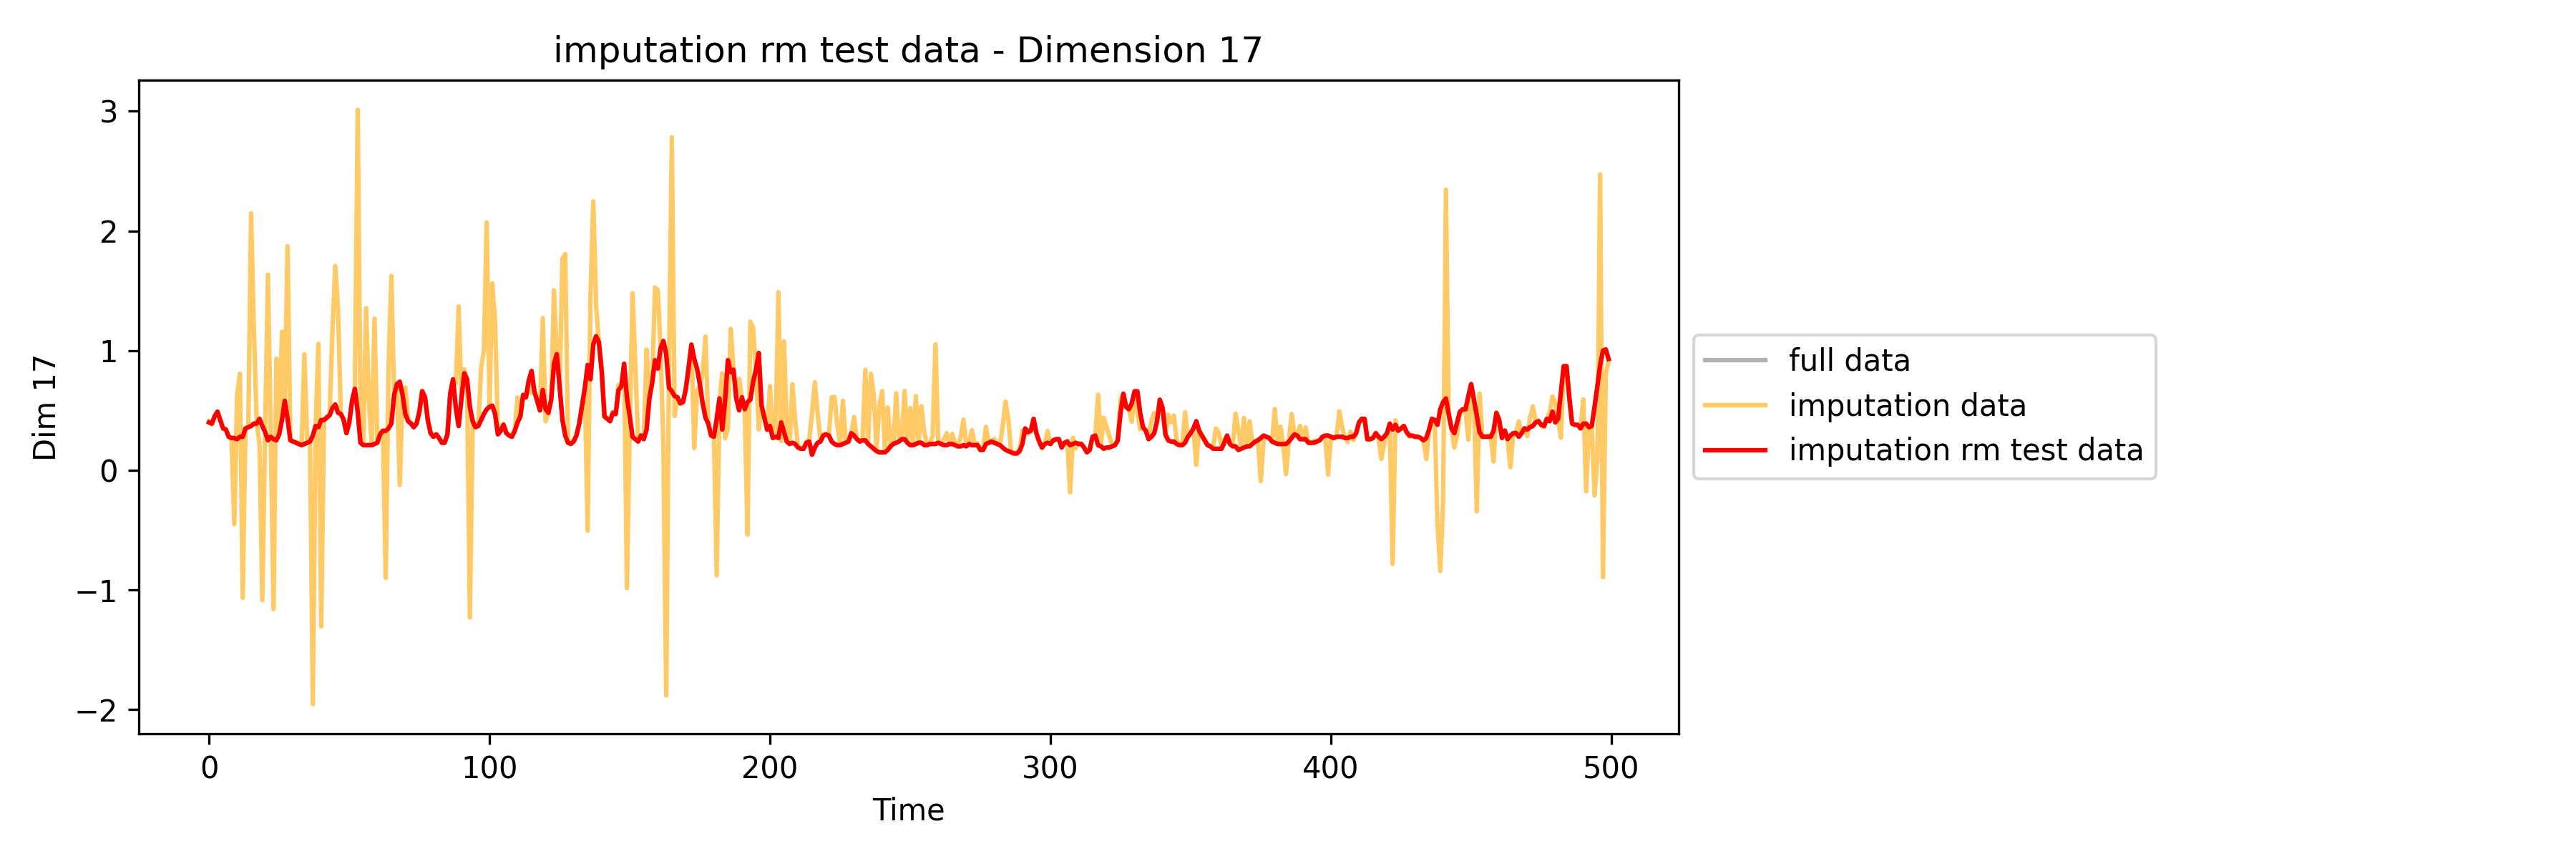 imputation rm test data - Dimension 17
3
2
1
0
−1
−2
Dim 17
0 100 200 300 400 500
Time
full data
imputation data
imputation rm test data